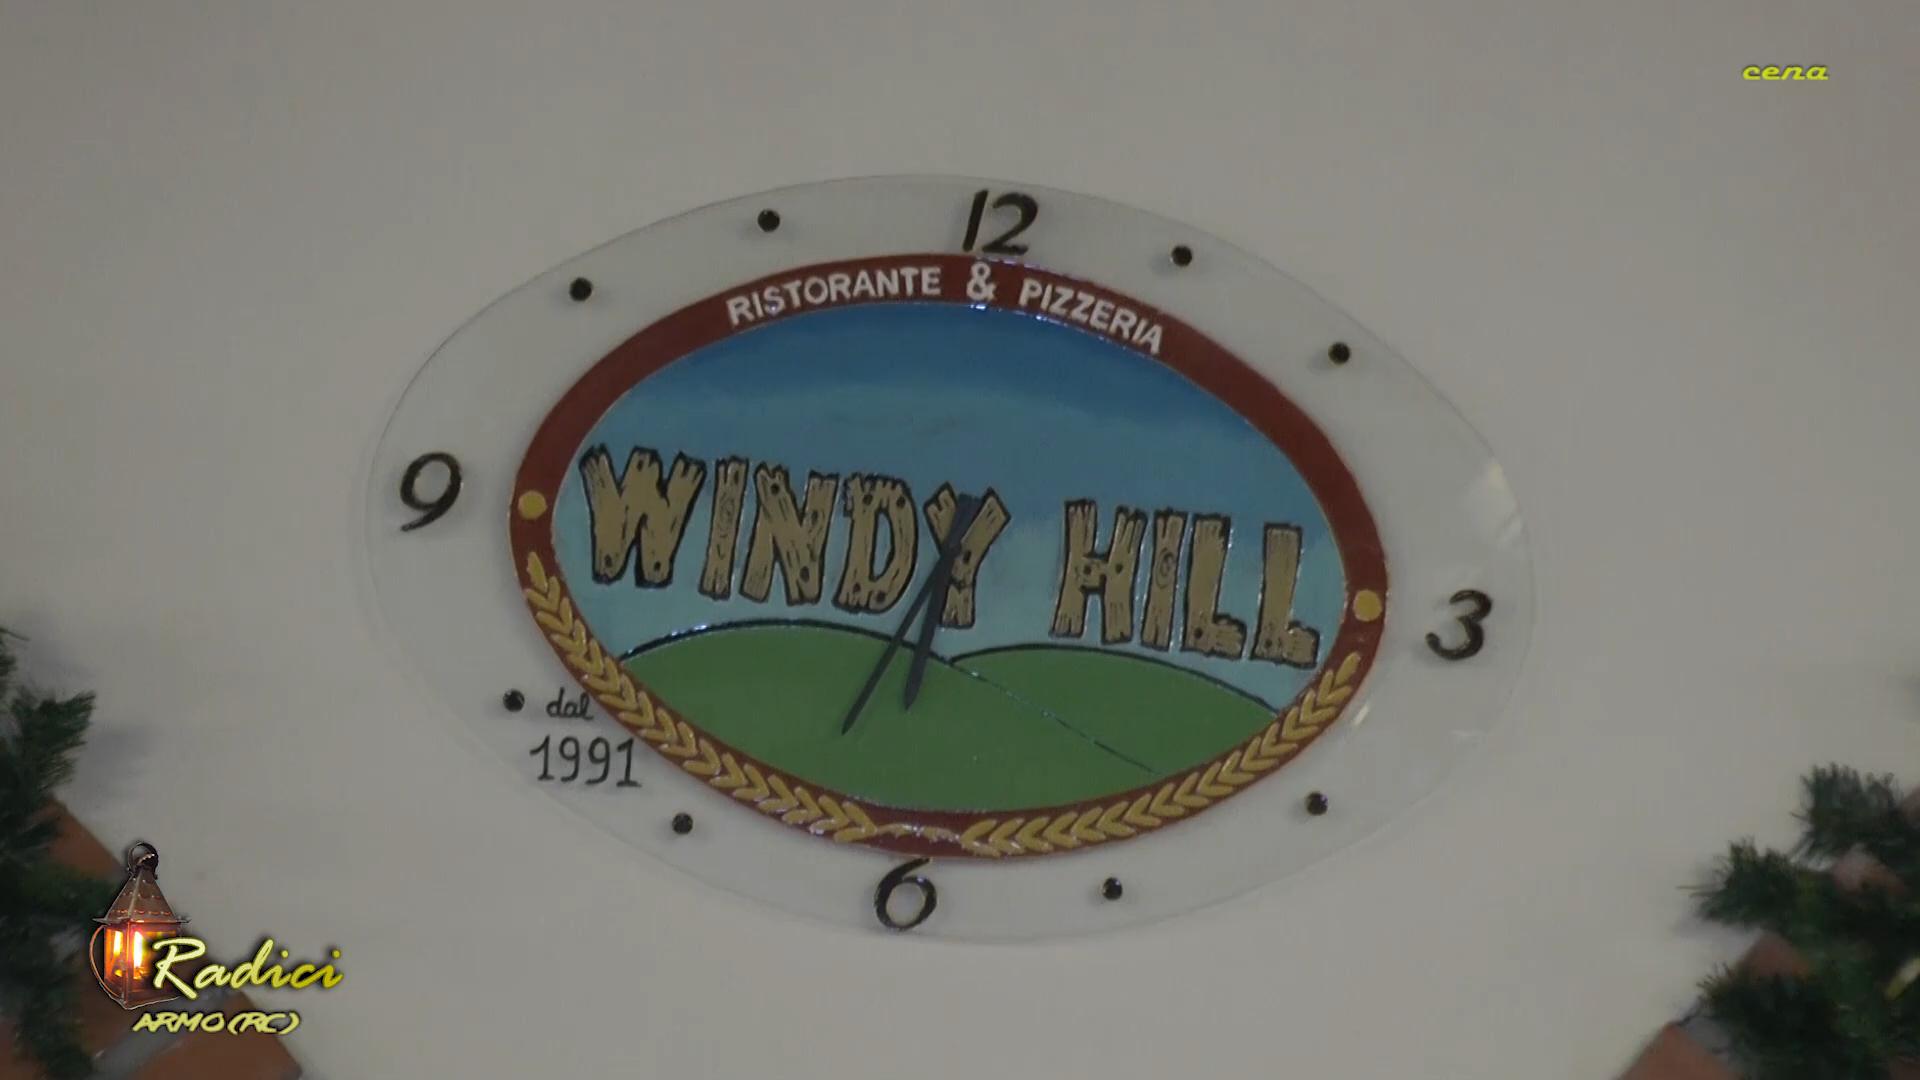 cena
12
RISTORANTE & PIZZERIA
9
WINDY HILL
3
dal
1991
6
Radici
ARMO (RC)